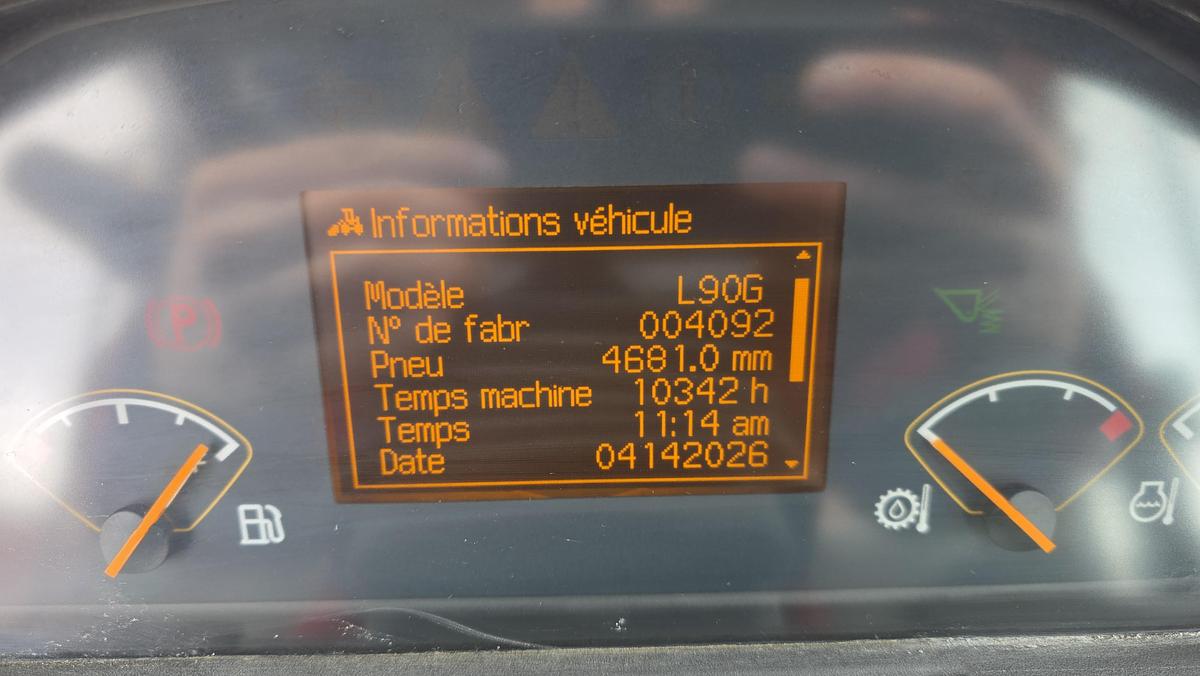 Informations véhicule
Modèle L90G
N° de fabr 004092
Pneu 4681.0 mm
Temps machine 10342 h
Temps 11:14 am
Date 04142026
P